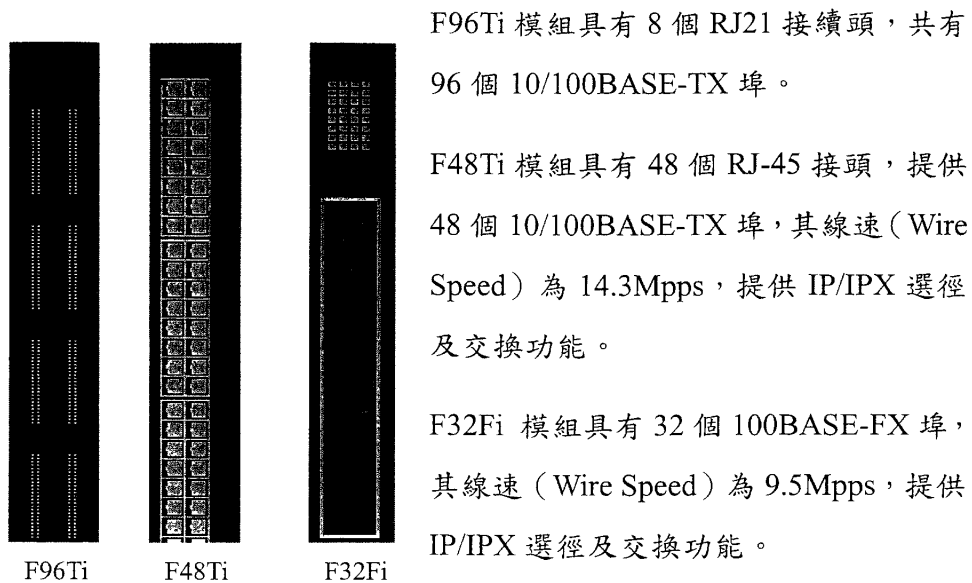 F96Ti 模組具有 8 個 RJ21 接續頭，共有
96 個 10/100BASE-TX 埠。
F48Ti 模組具有 48 個 RJ-45 接頭，提供
48 個 10/100BASE-TX 埠，其線速（Wire
Speed）為 14.3Mpps，提供 IP/IPX 選徑
及交換功能。
F32Fi 模組具有 32 個 100BASE-FX 埠，
其線速（Wire Speed）為 9.5Mpps，提供
IP/IPX 選徑及交換功能。
F96Ti F48Ti F32Fi